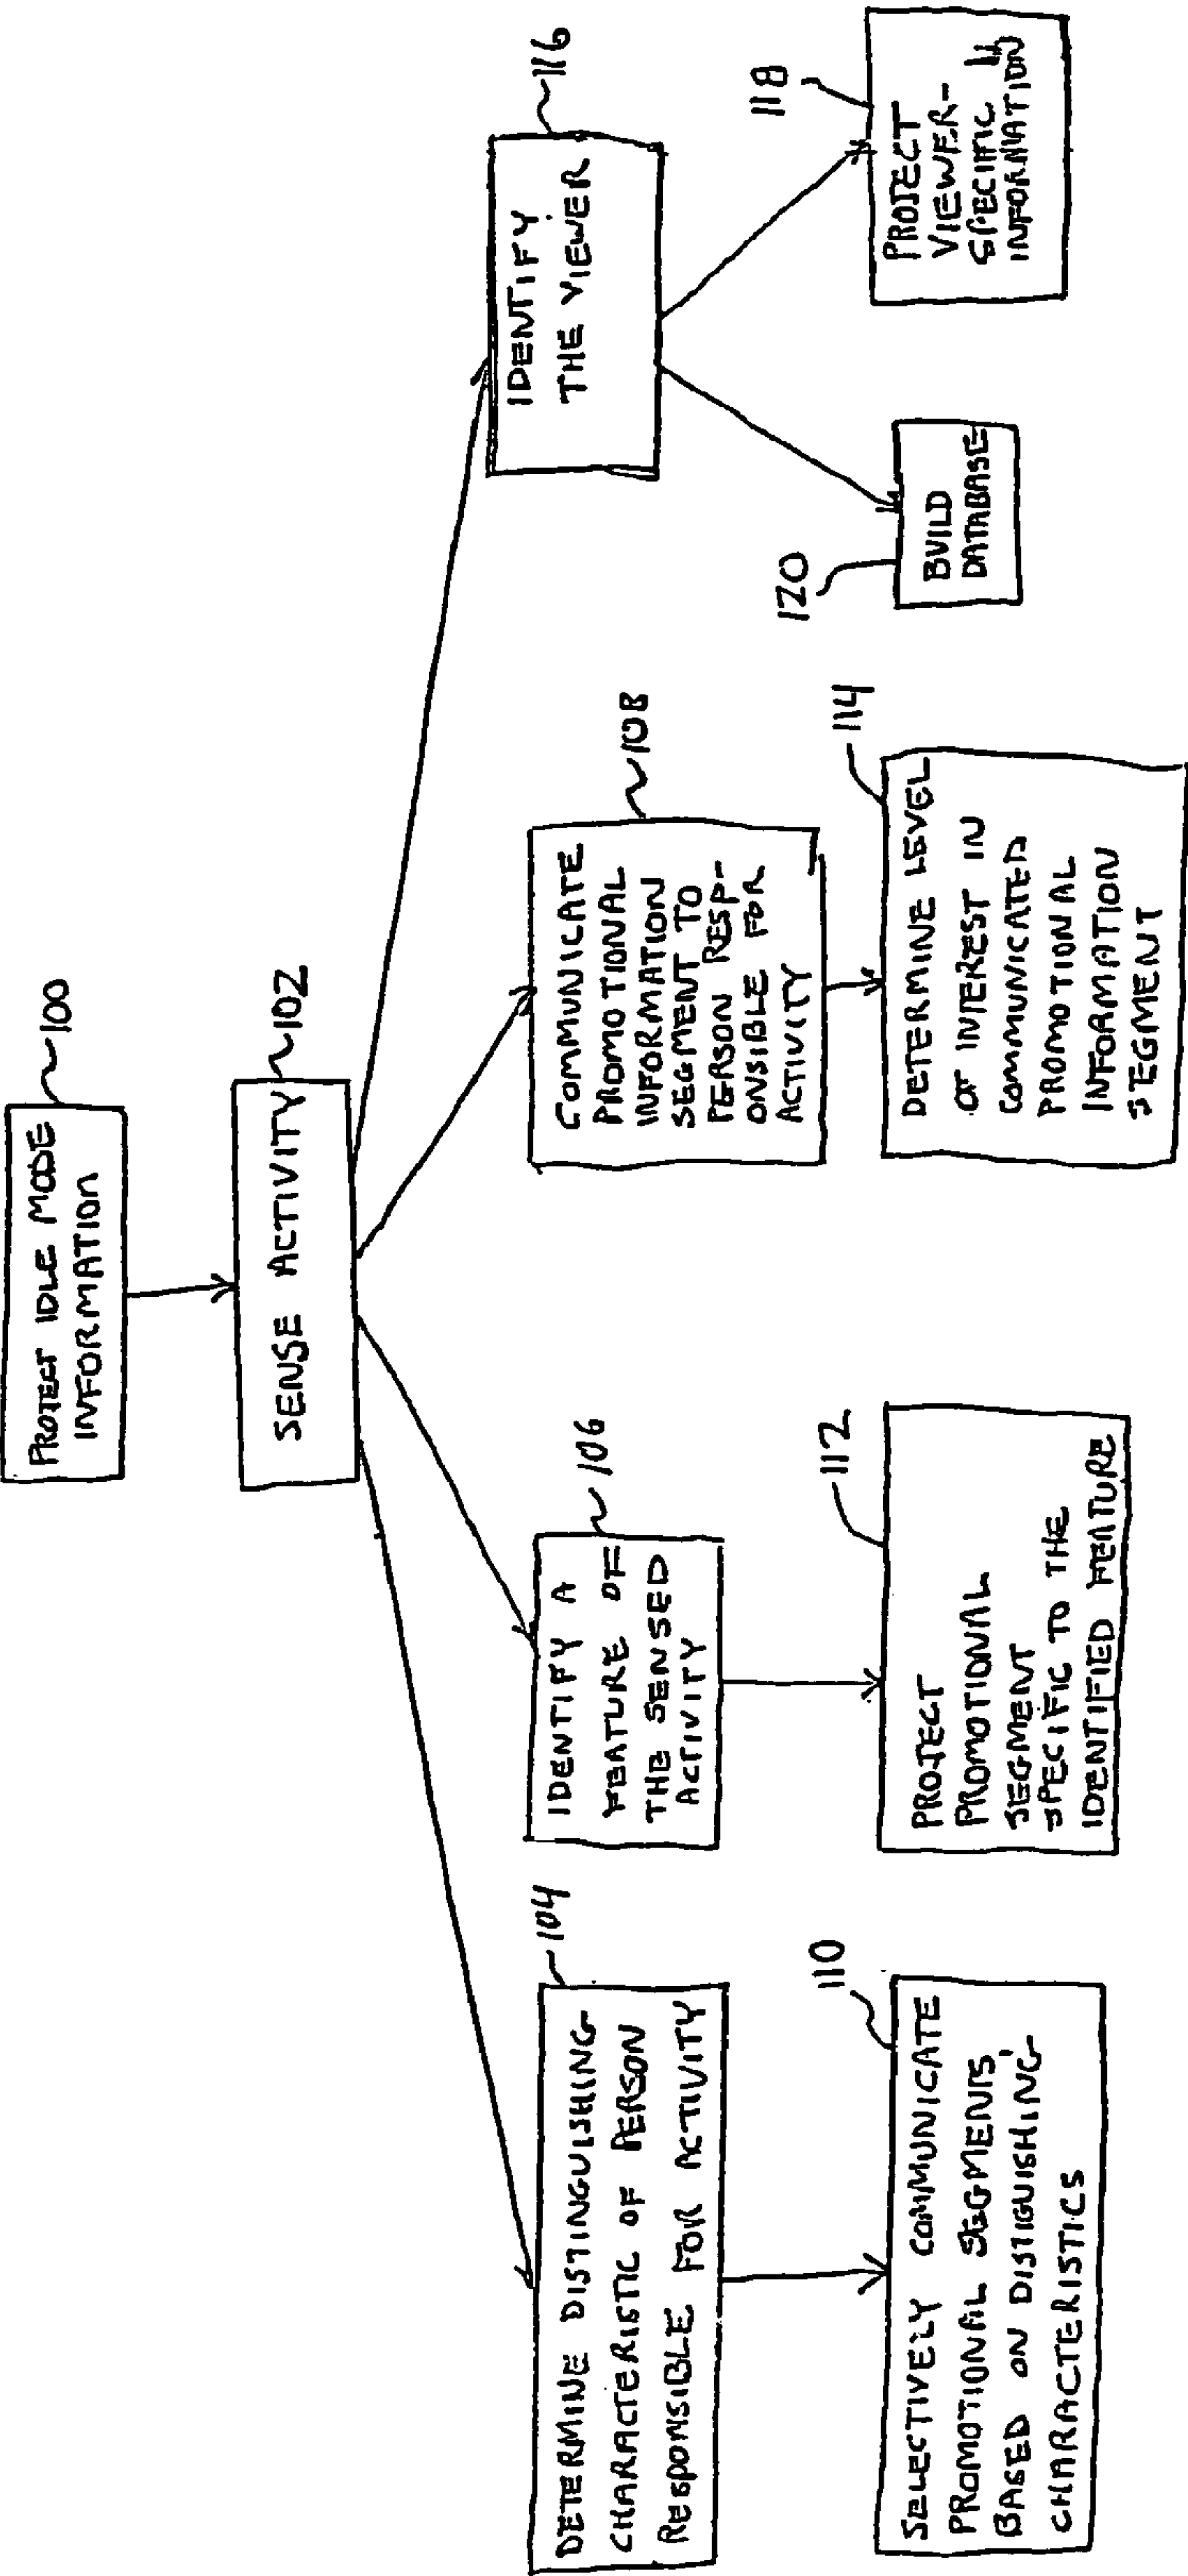 PROJECT IDLE MODE
INFORMATION
100
SENSE ACTIVITY
102
DETERMINE DISTINGUISHING
CHARACTERISTIC OF PERSON
RESPONSIBLE FOR ACTIVITY
104
IDENTIFY A
FEATURE OF
THE SENSED
ACTIVITY
106
COMMUNICATE
PROMOTIONAL
INFORMATION
SEGMENT TO
PERSON RESP-
ONSIBLE FOR
ACTIVITY
108
IDENTIFY
THE VIEWER
116
SELECTIVELY COMMUNICATE
PROMOTIONAL SEGMENTS
BASED ON DISTIGUISHING
CHARACTERISTICS
110
PROJECT
PROMOTIONAL
SEGMENT
SPECIFIC TO THE
IDENTIFIED FEATURE
112
DETERMINE LEVEL
OF INTEREST IN
COMMUNICATED
PROMOTIONAL
INFORMATION
SEGMENT
114
BUILD
DATABASE
120
PROJECT
VIEWER-
SPECIFIC
INFORMATION
118